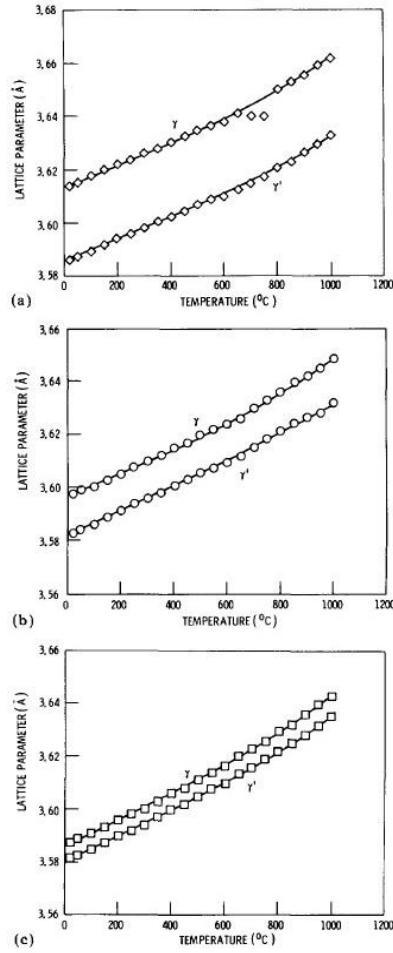 3,68
3,66
3,64
3,62
3,60
3,58
LATTICE PARAMETER (Å)
γ
γ'
0 200 400 600 800 1000 1200
(a) TEMPERATURE (⁰C)
3,66
3,64
3,62
3,60
3,58
3,56
LATTICE PARAMETER (Å)
γ
γ'
0 200 400 600 800 1000 1200
(b) TEMPERATURE (⁰C)
3,66
3,64
3,62
3,60
3,58
3,56
LATTICE PARAMETER (Å)
γ
γ'
0 200 400 600 800 1000 1200
(c) TEMPERATURE (⁰C)